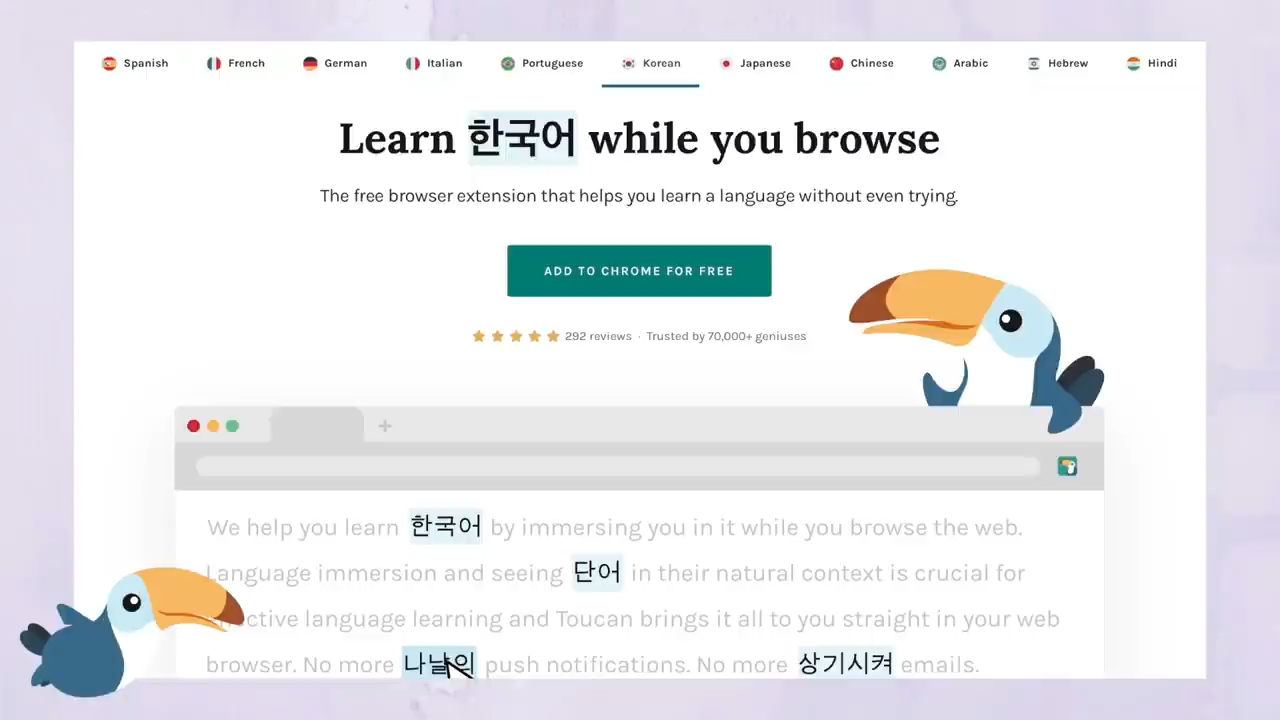 Spanish French German Italian Portuguese Korean Japanese Chinese Arabic Hebrew Hindi
Learn 한국어 while you browse
The free browser extension that helps you learn a language without even trying.
ADD TO CHROME FOR FREE
292 reviews · Trusted by 70,000+ geniuses
We help you learn 한국어 by immersing you in it while you browse the web.
Language immersion and seeing 단어 in their natural context is crucial for
language learning and Toucan brings it all to you straight in your web
browser. No more 나날의 push notifications. No more 상기시켜 emails.